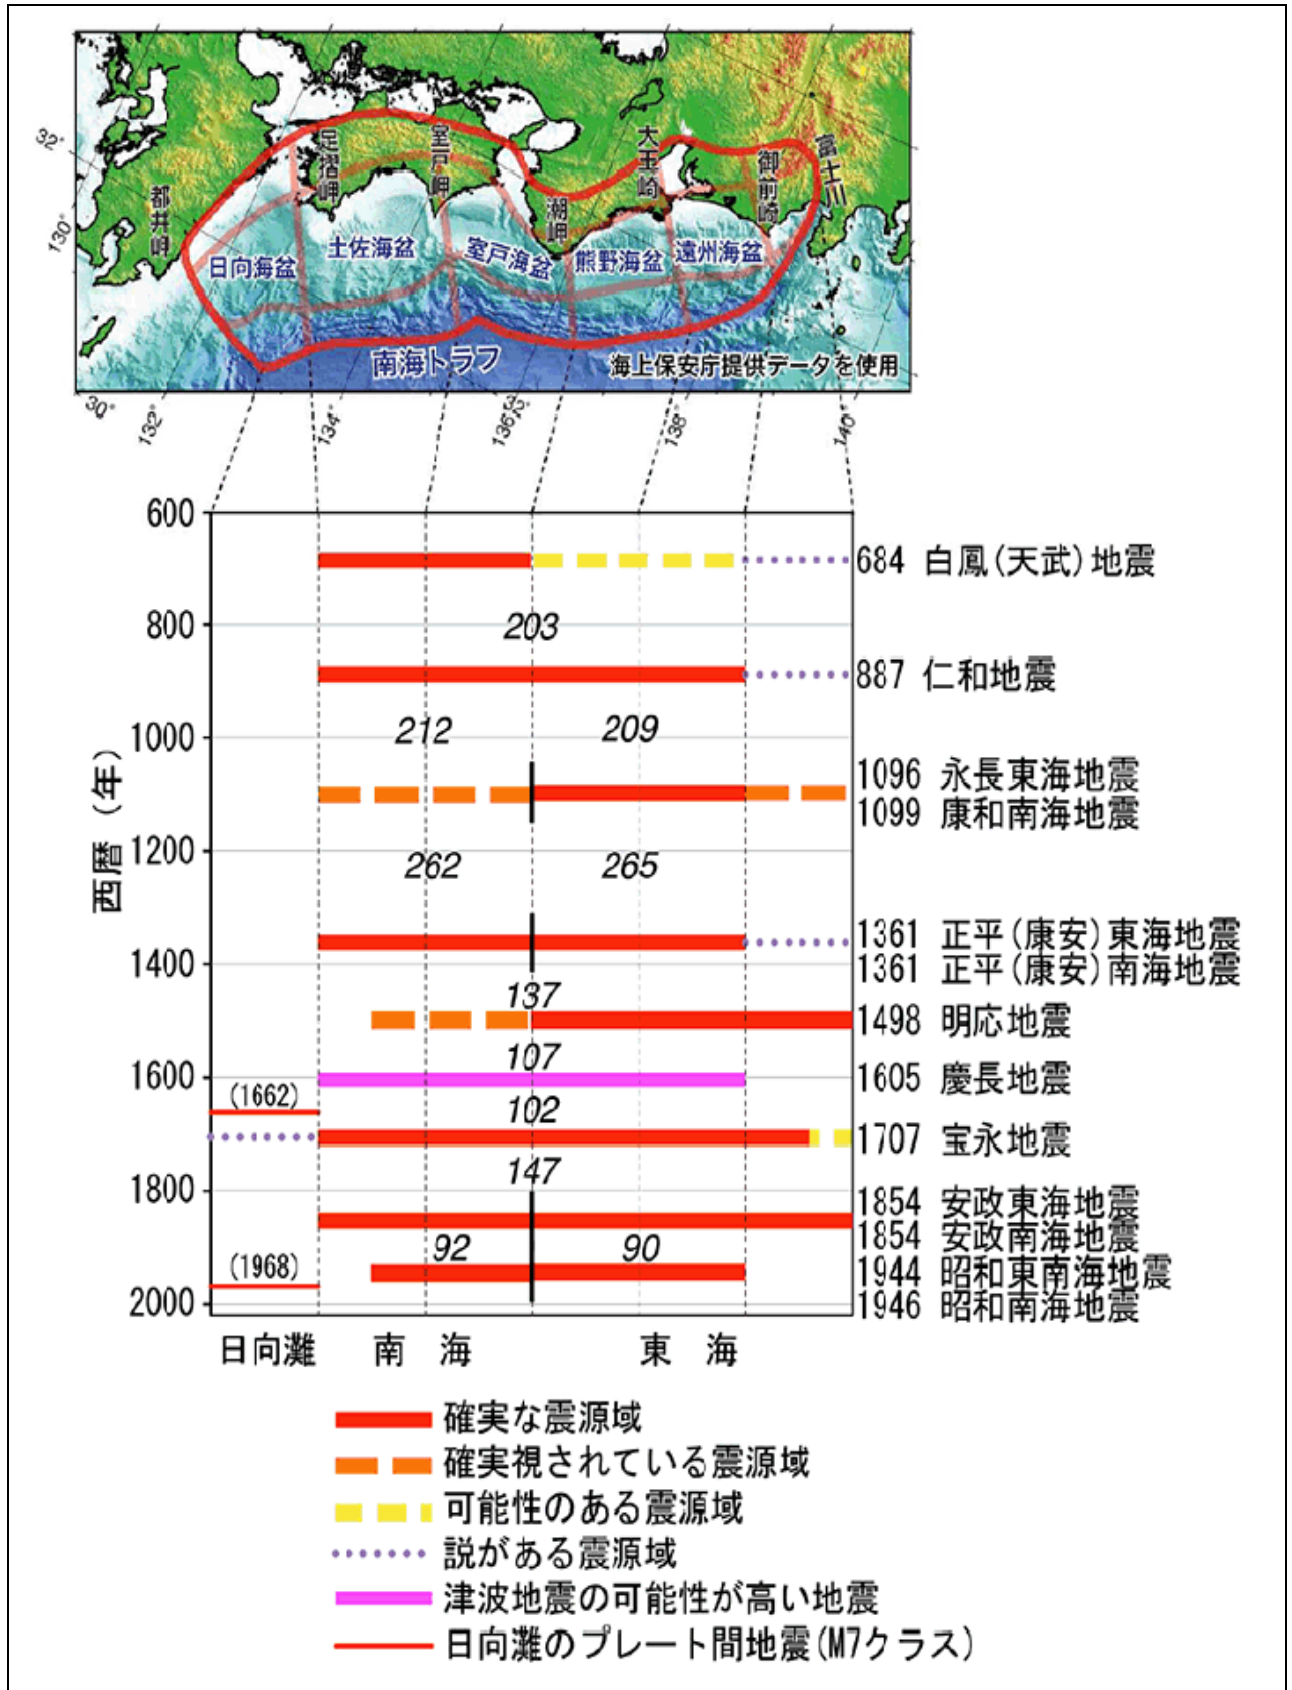 32°
130°
都井岬
足摺岬
室戸岬
潮岬
大王崎
御前崎
富士川
日向海盆
土佐海盆
室戸海盆
熊野海盆
遠州海盆
南海トラフ
海上保安庁提供データを使用
30°
132°
134°
136°
138°
140°
西暦（年）
600
800
1000
1200
1400
1600
1800
2000
684 白鳳(天武)地震
203
887 仁和地震
212
209
1096 永長東海地震
1099 康和南海地震
262
265
1361 正平(康安)東海地震
1361 正平(康安)南海地震
137
1498 明応地震
107
1605 慶長地震
(1662)
102
1707 宝永地震
147
1854 安政東海地震
1854 安政南海地震
92
90
(1968)
1944 昭和東南海地震
1946 昭和南海地震
日向灘 南 海 東 海
確実な震源域
確実視されている震源域
可能性のある震源域
説がある震源域
津波地震の可能性が高い地震
日向灘のプレート間地震(M7クラス)